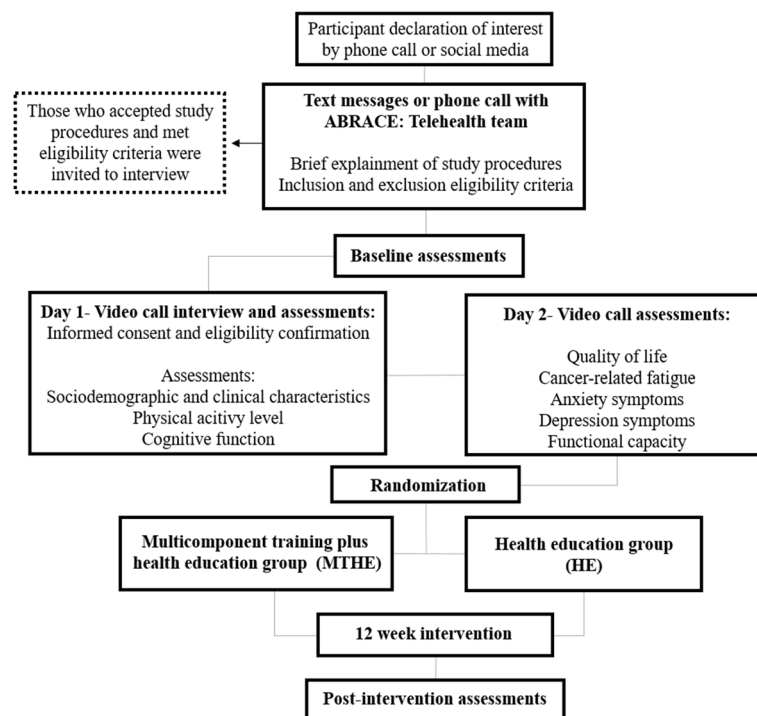 Participant declaration of interest
by phone call or social media
Those who accepted study
procedures and met
eligibility criteria were
invited to interview
Text messages or phone call with
ABRACE: Telehealth team
Brief explainment of study procedures
Inclusion and exclusion eligibility criteria
Baseline assessments
Day 1- Video call interview and assessments:
Informed consent and eligibility confirmation
Assessments:
Sociodemographic and clinical characteristics
Physical acitivy level
Cognitive function
Day 2- Video call assessments:
Quality of life
Cancer-related fatigue
Anxiety symptoms
Depression symptoms
Functional capacity
Randomization
Multicomponent training plus
health education group (MTHE)
Health education group
(HE)
12 week intervention
Post-intervention assessments